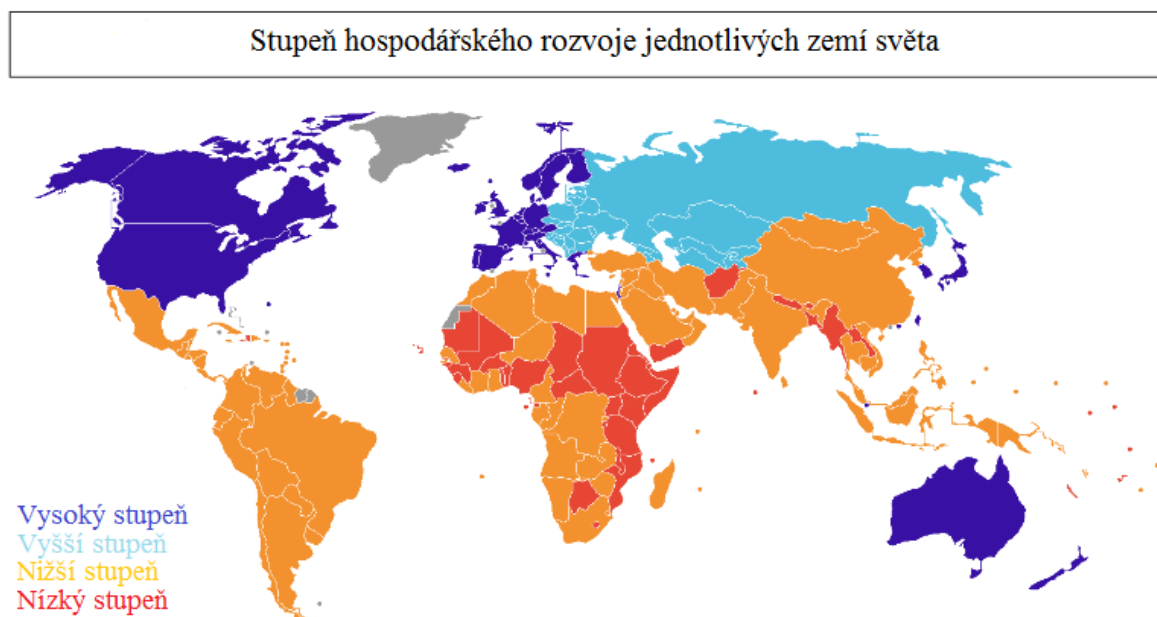 Stupeň hospodářského rozvoje jednotlivých zemí světa
Vysoký stupeň
Vyšší stupeň
Nižší stupeň
Nízký stupeň